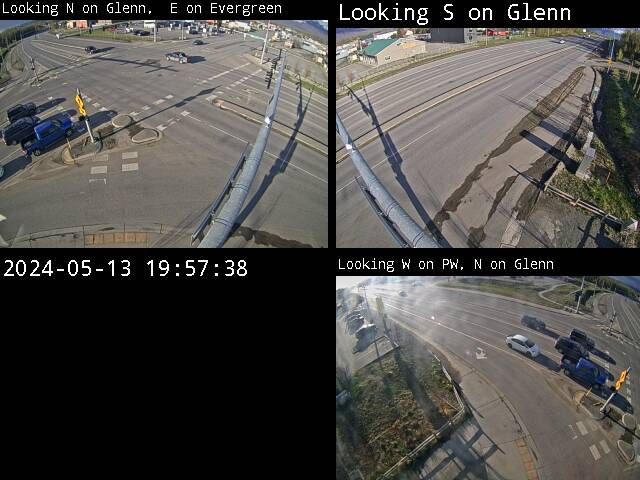 Looking N on Glenn,  E on Evergreen
Looking S on Glenn
2024-05-13 19:57:38
Looking W on PW, N on Glenn